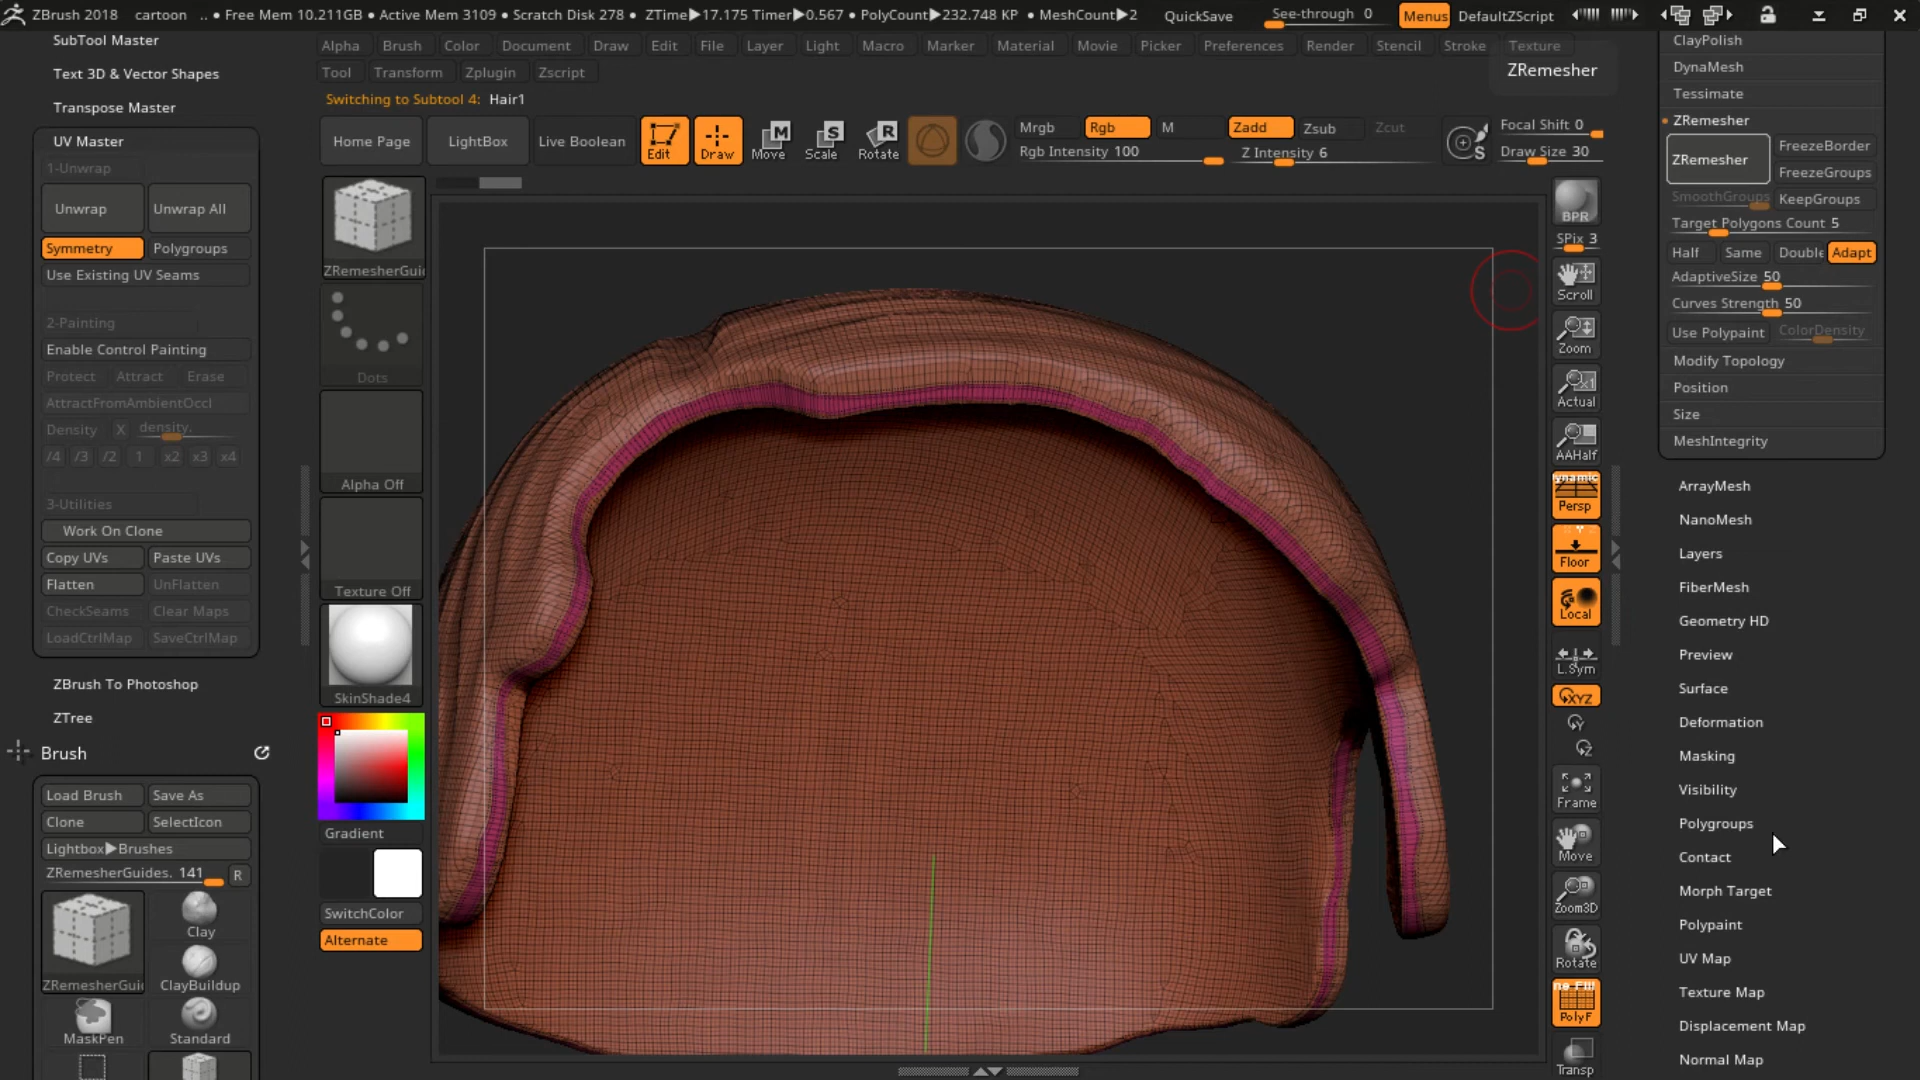 ZBrush 2018 cartoon .. • Free Mem 10.211GB • Active Mem 3109 • Scratch Disk 278 • ZTime▶17.175 Timer▶0.567 • PolyCount▶232.748 KP • MeshCount▶2 QuickSave See-through 0 Menus DefaultZScript
SubTool Master
Text 3D & Vector Shapes
Transpose Master
UV Master
1-Unwrap
Unwrap Unwrap All
Symmetry Polygroups
Use Existing UV Seams
2-Painting
Enable Control Painting
Protect Attract Erase
AttractFromAmbientOccl
Density X density.
/4 /3 /2 1 x2 x3 x4
3-Utilities
Work On Clone
Copy UVs Paste UVs
Flatten UnFlatten
CheckSeams Clear Maps
LoadCtrlMap SaveCtrlMap
ZBrush To Photoshop
ZTree
Brush
Load Brush Save As
Clone SelectIcon
Lightbox▶Brushes
ZRemesherGuides. 141 R
Clay
ZRemesherGui ClayBuildup
MaskPen Standard
Alpha Brush Color Document Draw Edit File Layer Light Macro Marker Material Movie Picker Preferences Render Stencil Stroke Texture
Tool Transform Zplugin Zscript
ZRemesher
Switching to Subtool 4: Hair1
Home Page LightBox Live Boolean Edit Draw Move Scale Rotate
M S R
Mrgb Rgb M Zadd Zsub Zcut
Rgb Intensity 100 Z Intensity 6
S
Focal Shift 0
Draw Size 30
ZRemesherGui
Dots
Alpha Off
Texture Off
SkinShade4
Gradient
SwitchColor
Alternate
BPR
SPix 3
Scroll
Zoom
Actual
AAHalf
ynamic
Persp
Floor
Local
L.Sym
XYZ
Y
Z
Frame
Move
Zoom3D
Rotate
PolyF
Transp
ClayPolish
DynaMesh
Tessimate
ZRemesher
ZRemesher FreezeBorder
FreezeGroups
SmoothGroups KeepGroups
Target Polygons Count 5
Half Same Double Adapt
AdaptiveSize 50
Curves Strength 50
Use Polypaint ColorDensity
Modify Topology
Position
Size
MeshIntegrity
ArrayMesh
NanoMesh
Layers
FiberMesh
Geometry HD
Preview
Surface
Deformation
Masking
Visibility
Polygroups
Contact
Morph Target
Polypaint
UV Map
Texture Map
Displacement Map
Normal Map